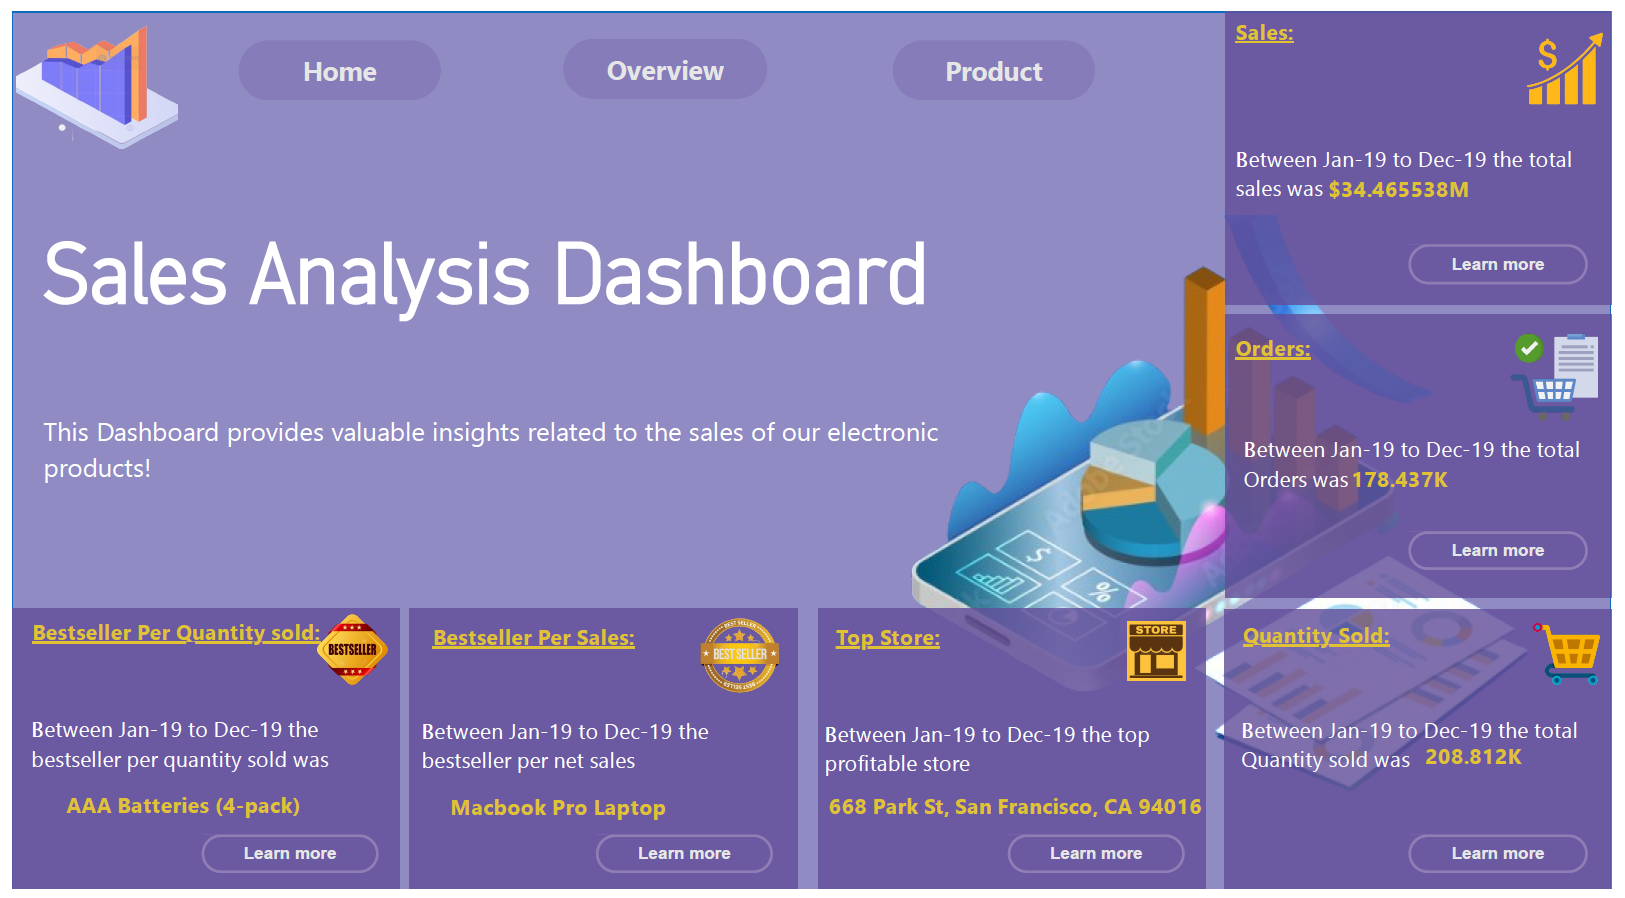 Home
Overview
Product
Sales Analysis Dashboard
This Dashboard provides valuable insights related to the sales of our electronic
products!
Sales:
Between Jan-19 to Dec-19 the total
sales was $34.465538M
Learn more
Orders:
Between Jan-19 to Dec-19 the total
Orders was 178.437K
Learn more
Bestseller Per Quantity sold:
BESTSELLER
Between Jan-19 to Dec-19 the
bestseller per quantity sold was
AAA Batteries (4-pack)
Learn more
Bestseller Per Sales:
BEST SELLER
BEST SELLER
BEST SELLER
Between Jan-19 to Dec-19 the
bestseller per net sales
Macbook Pro Laptop
Learn more
Top Store:
STORE
Between Jan-19 to Dec-19 the top
profitable store
668 Park St, San Francisco, CA 94016
Learn more
Quantity Sold:
Between Jan-19 to Dec-19 the total
Quantity sold was 208.812K
Learn more
$
$
%
Adobe Stock